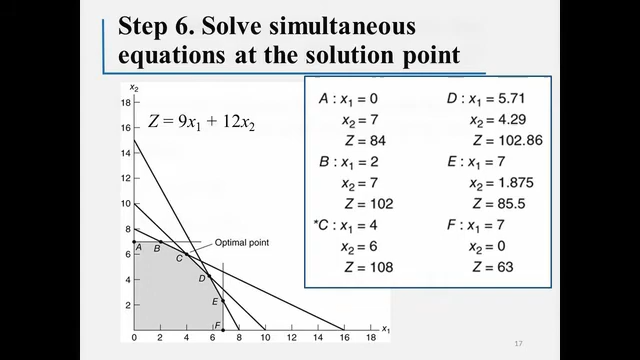 Step 6. Solve simultaneous
equations at the solution point
x₂
18
16
14
12
10
8
6
4
2
Z = 9x₁ + 12x₂
Optimal point
A
B
C
D
E
F
0
2
4
6
8
10
12
14
16
18
x₁
A : x₁ = 0
x₂ = 7
Z = 84
B : x₁ = 2
x₂ = 7
Z = 102
*C : x₁ = 4
x₂ = 6
Z = 108
D : x₁ = 5.71
x₂ = 4.29
Z = 102.86
E : x₁ = 7
x₂ = 1.875
Z = 85.5
F : x₁ = 7
x₂ = 0
Z = 63
17